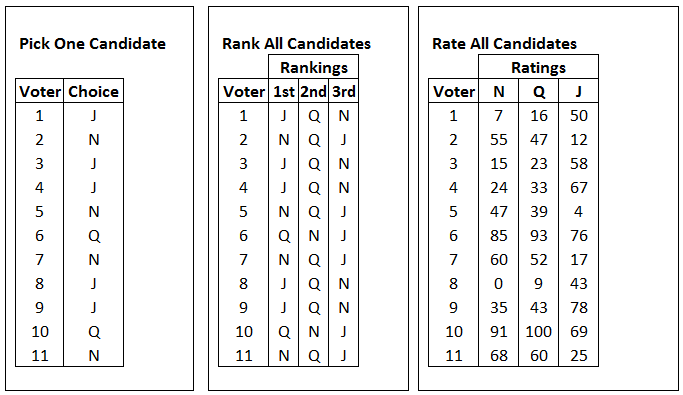 Pick One Candidate
Voter Choice
1 J
2 N
3 J
4 J
5 N
6 Q
7 N
8 J
9 J
10 Q
11 N
Rank All Candidates
Rankings
Voter 1st 2nd 3rd
1 J Q N
2 N Q J
3 J Q N
4 J Q N
5 N Q J
6 Q N J
7 N Q J
8 J Q N
9 J Q N
10 Q N J
11 N Q J
Rate All Candidates
Ratings
Voter N Q J
1 7 16 50
2 55 47 12
3 15 23 58
4 24 33 67
5 47 39 4
6 85 93 76
7 60 52 17
8 0 9 43
9 35 43 78
10 91 100 69
11 68 60 25